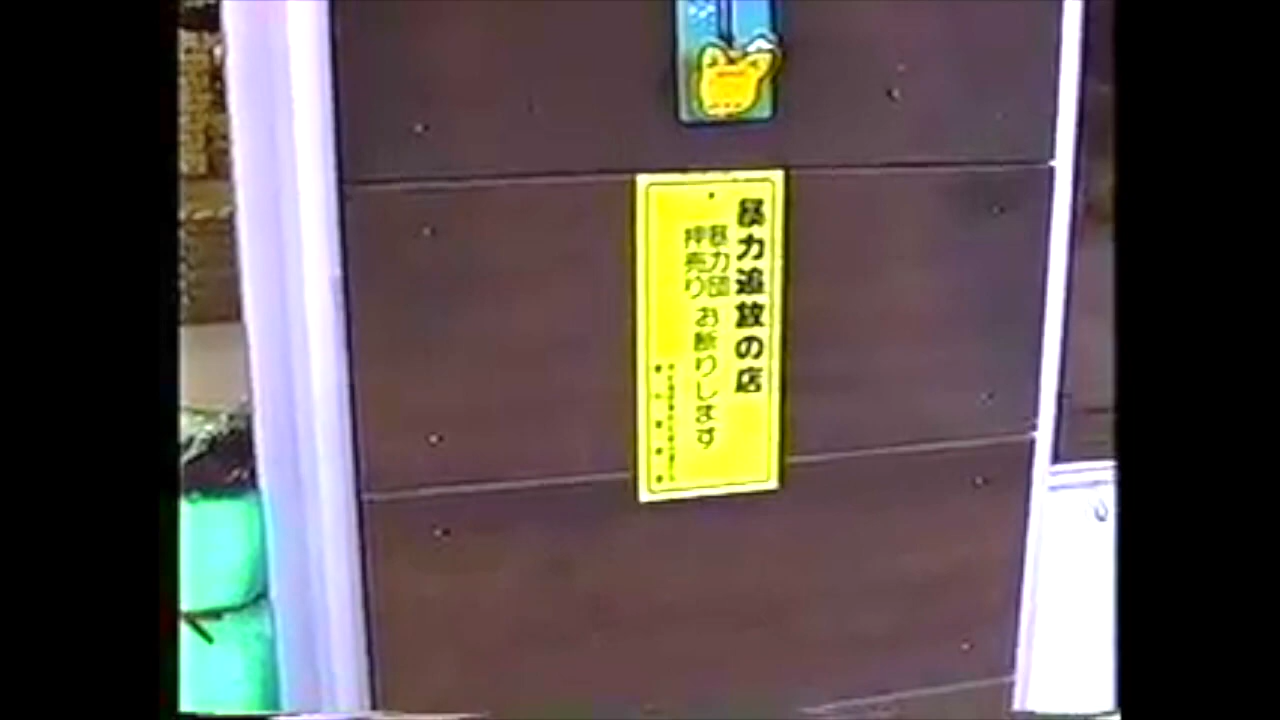 暴力追放の店
暴力団
押売り
お断りします